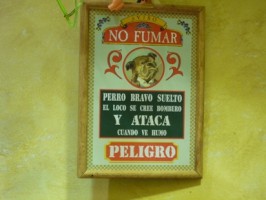 NO FUMAR
PERRO BRAVO SUELTO
EL LOCO SE CREE BOMBERO
Y ATACA
CUANDO VE HUMO
PELIGRO